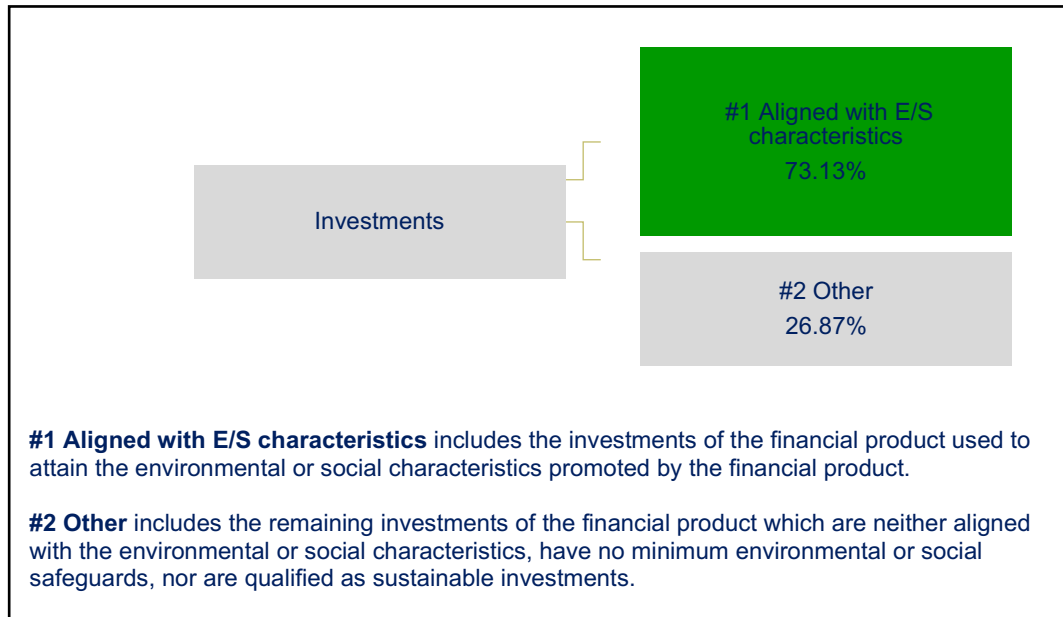 #1 Aligned with E/S
characteristics
73.13%
Investments
#2 Other
26.87%
#1 Aligned with E/S characteristics includes the investments of the financial product used to
attain the environmental or social characteristics promoted by the financial product.
#2 Other includes the remaining investments of the financial product which are neither aligned
with the environmental or social characteristics, have no minimum environmental or social
safeguards, nor are qualified as sustainable investments.